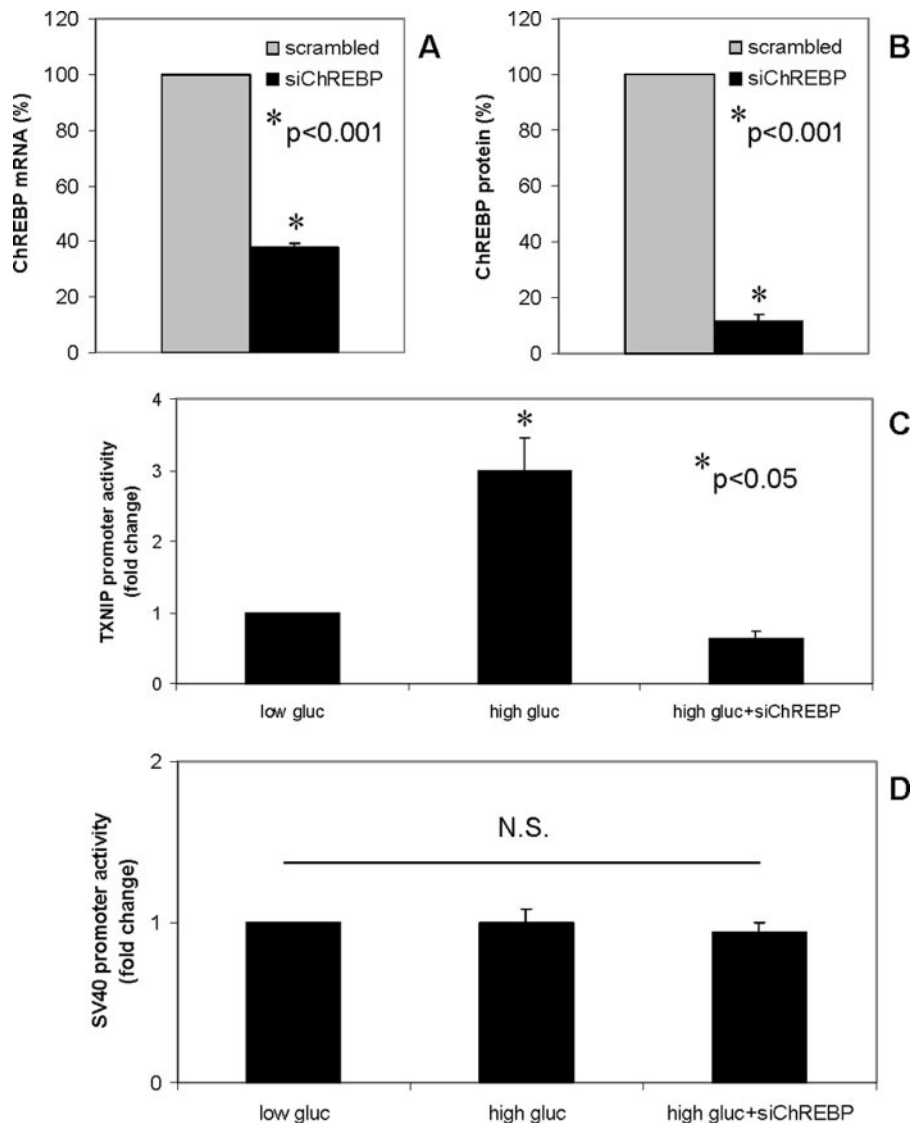 A
ChREBP mRNA (%)
120
100
80
60
40
20
0
scrambled
siChREBP
* p<0.001
*
B
ChREBP protein (%)
120
100
80
60
40
20
0
scrambled
siChREBP
* p<0.001
*
C
TXNIP promoter activity
(fold change)
4
3
2
1
0
*
* p<0.05
low gluc
high gluc
high gluc+siChREBP
D
SV40 promoter activity
(fold change)
2
1
0
N.S.
low gluc
high gluc
high gluc+siChREBP